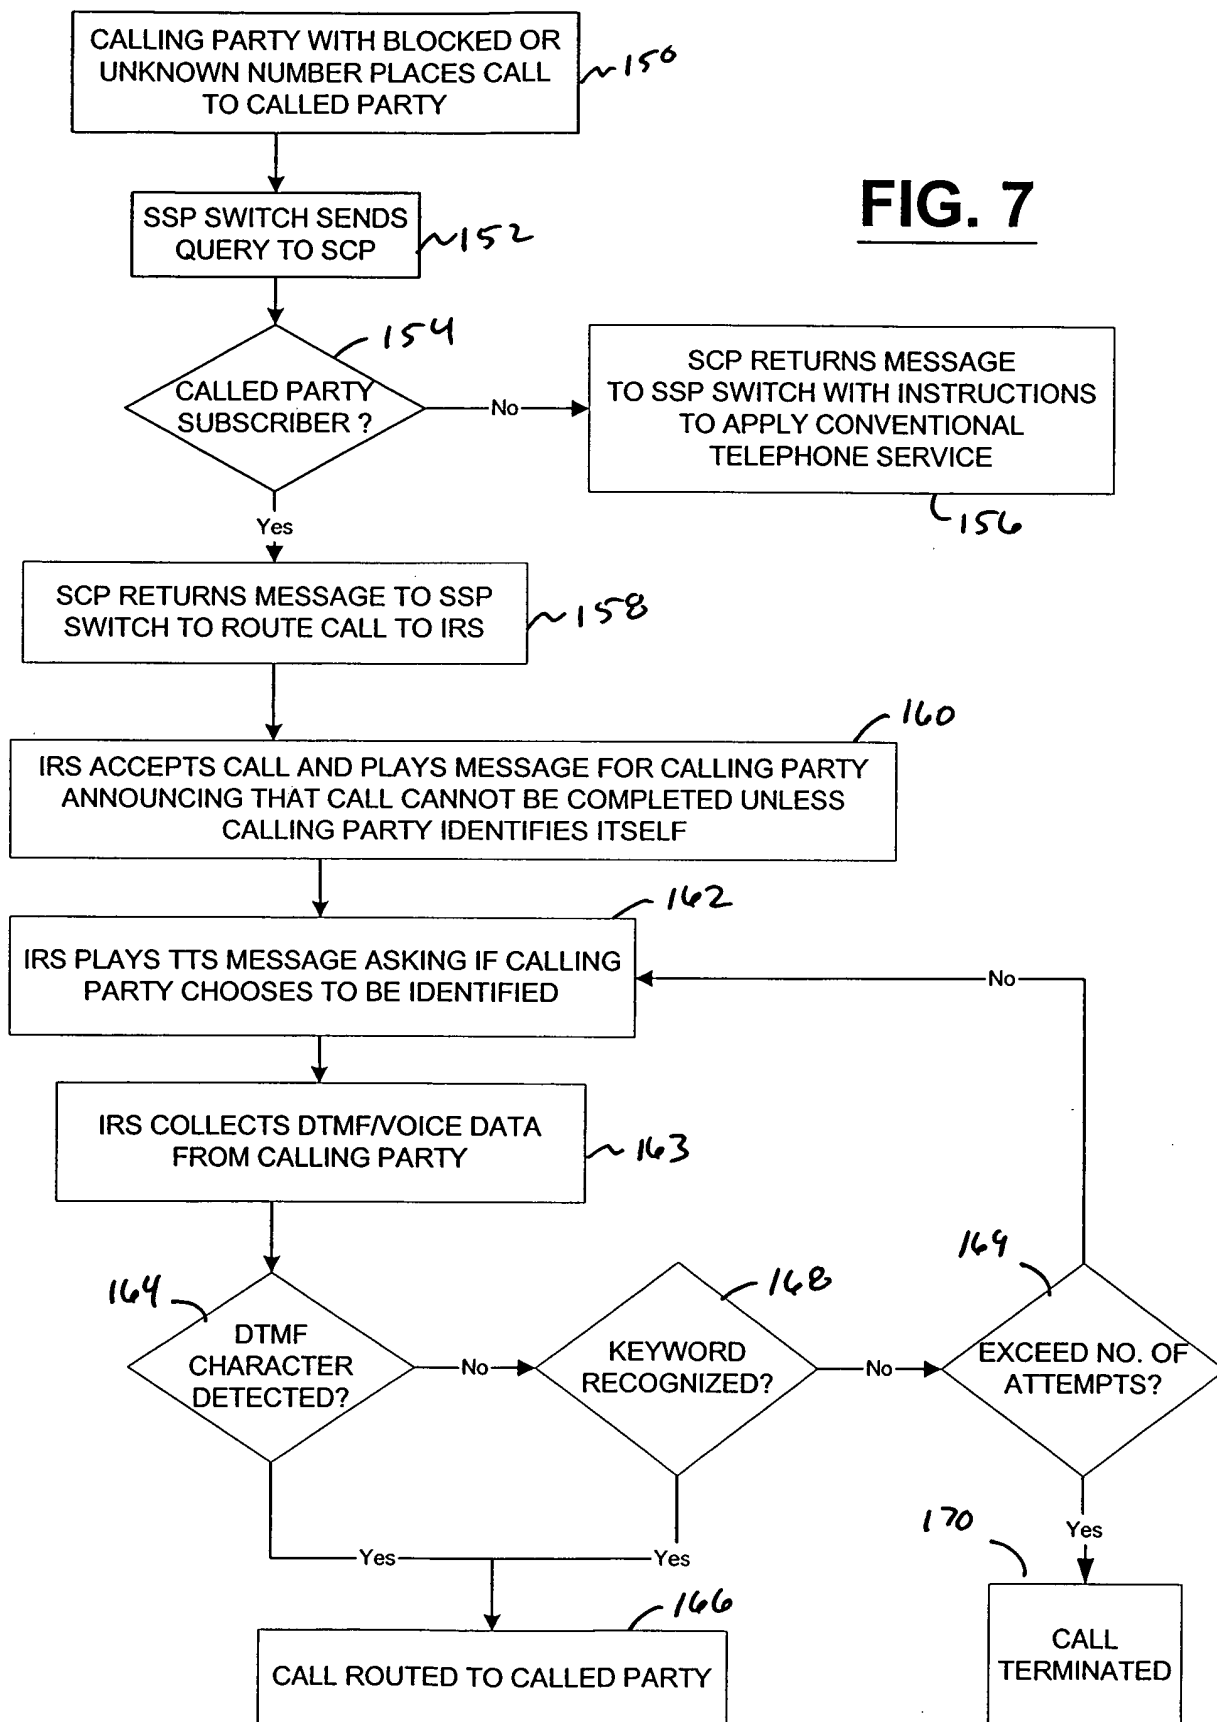 CALLING PARTY WITH BLOCKED OR
UNKNOWN NUMBER PLACES CALL
TO CALLED PARTY
150
SSP SWITCH SENDS
QUERY TO SCP
152
FIG. 7
154
CALLED PARTY
SUBSCRIBER ?
No
SCP RETURNS MESSAGE
TO SSP SWITCH WITH INSTRUCTIONS
TO APPLY CONVENTIONAL
TELEPHONE SERVICE
156
Yes
SCP RETURNS MESSAGE TO SSP
SWITCH TO ROUTE CALL TO IRS
158
160
IRS ACCEPTS CALL AND PLAYS MESSAGE FOR CALLING PARTY
ANNOUNCING THAT CALL CANNOT BE COMPLETED UNLESS
CALLING PARTY IDENTIFIES ITSELF
162
IRS PLAYS TTS MESSAGE ASKING IF CALLING
PARTY CHOOSES TO BE IDENTIFIED
No
IRS COLLECTS DTMF/VOICE DATA
FROM CALLING PARTY
163
164
DTMF
CHARACTER
DETECTED?
No
168
KEYWORD
RECOGNIZED?
No
169
EXCEED NO. OF
ATTEMPTS?
Yes
Yes
Yes
170
166
CALL ROUTED TO CALLED PARTY
CALL
TERMINATED